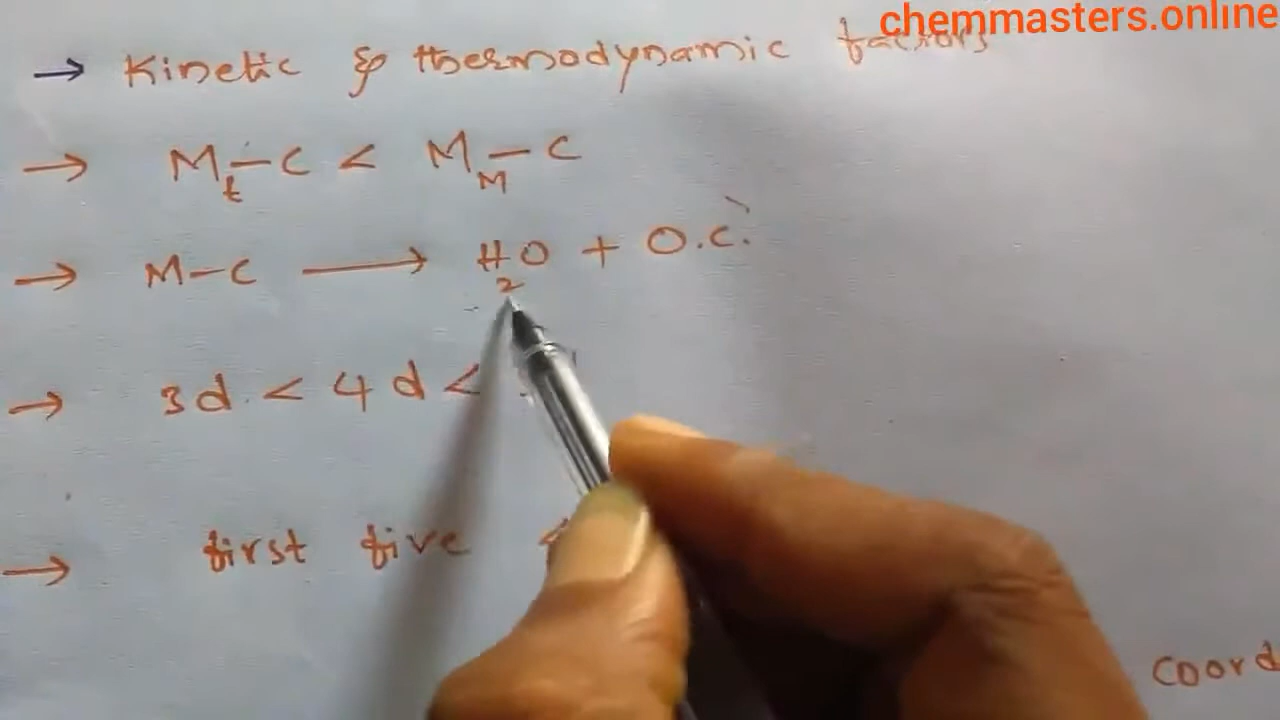 chemmasters.online
→ Kinetic & thermodynamic factors
→ Mt-C < MM-C
→ M-C → H2O + O.C.
→ 3d < 4d <
→ first five <
coord